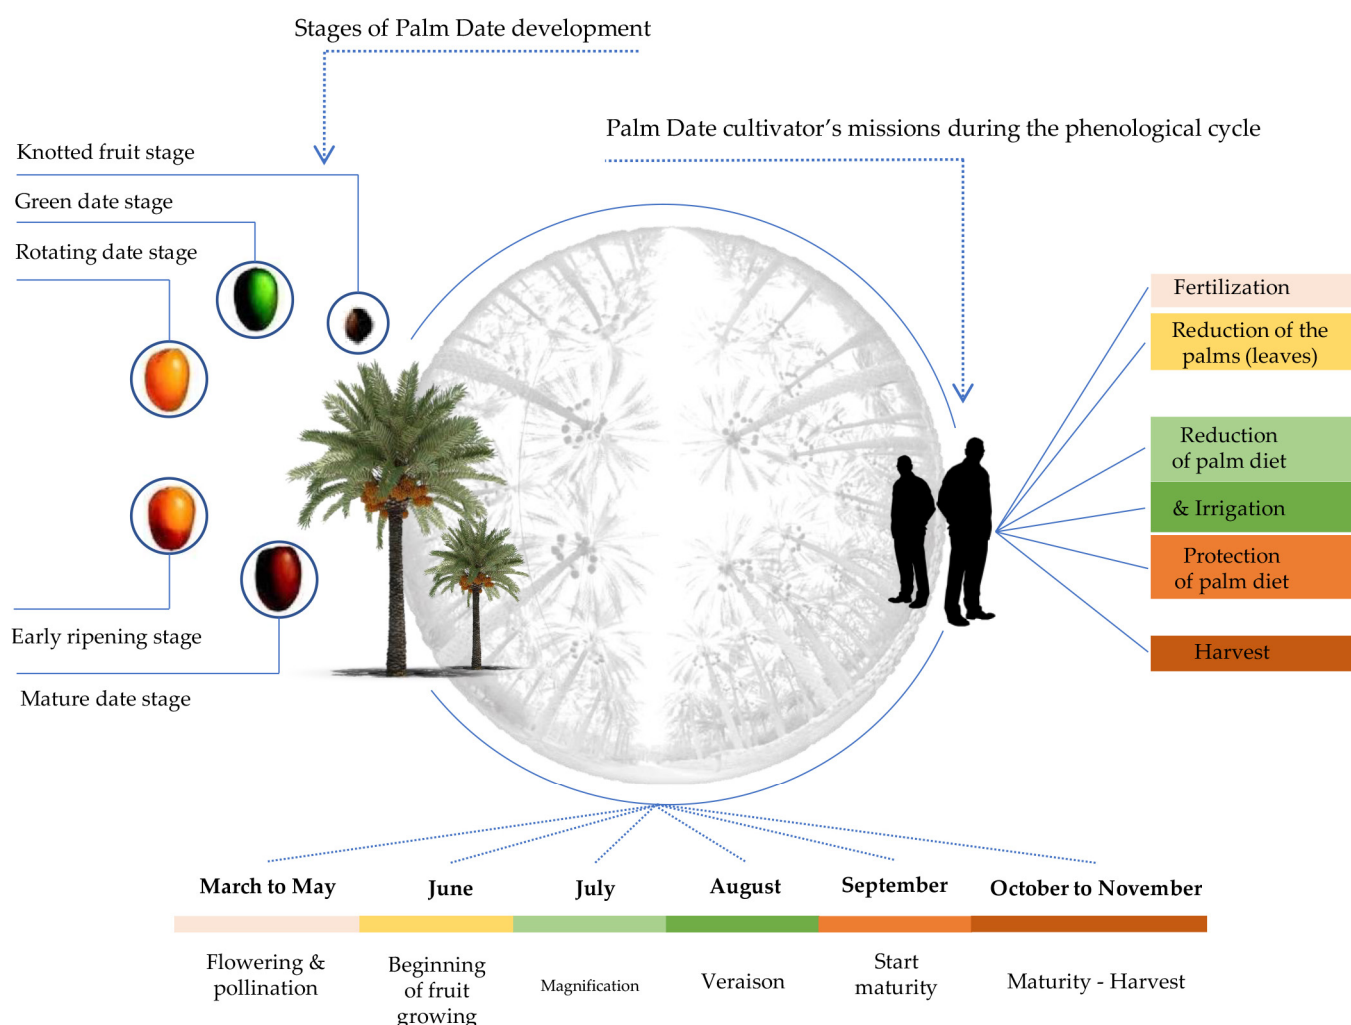 Stages of Palm Date development
Palm Date cultivator's missions during the phenological cycle
Knotted fruit stage
Green date stage
Rotating date stage
Early ripening stage
Mature date stage
Fertilization
Reduction of the
palms (leaves)
Reduction
of palm diet
& Irrigation
Protection
of palm diet
Harvest
March to May
June
July
August
September
October to November
Flowering &
pollination
Beginning
of fruit
growing
Magnification
Veraison
Start
maturity
Maturity - Harvest